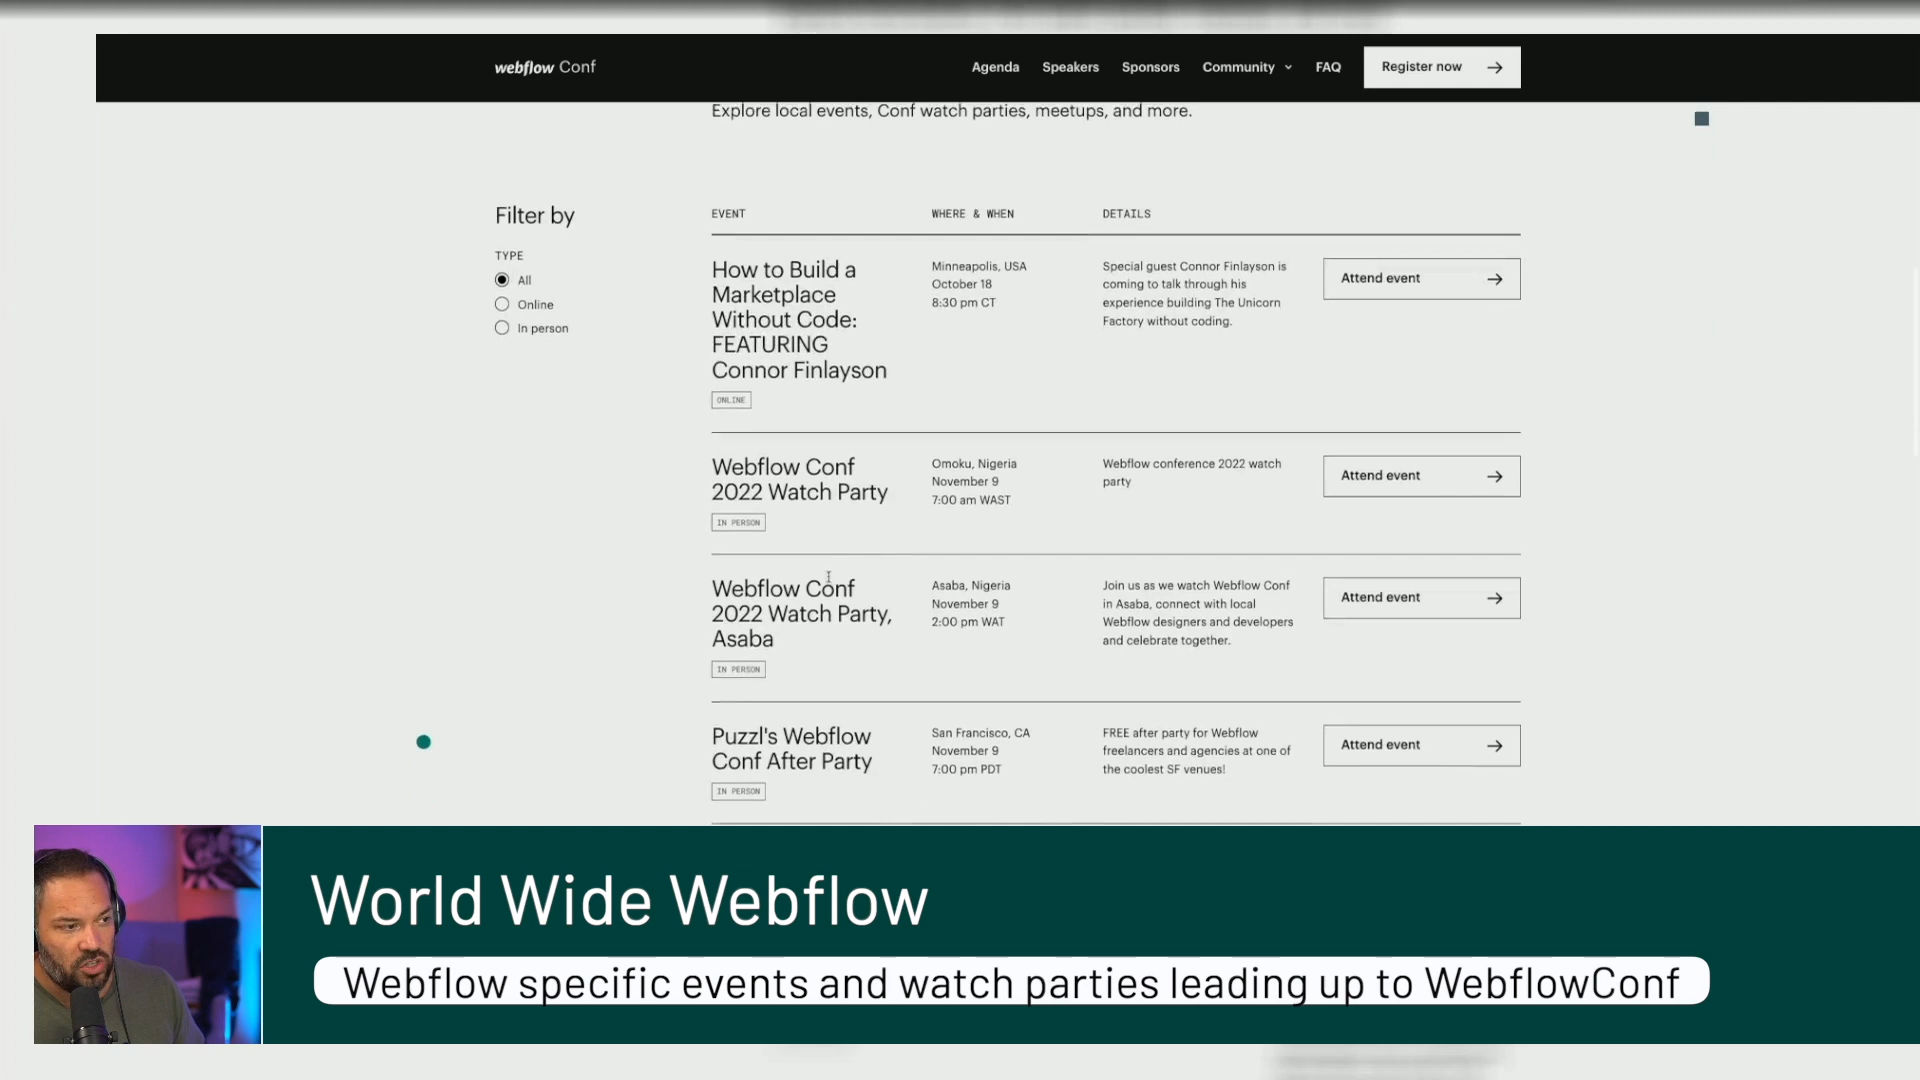 webflow Conf
Agenda Speakers Sponsors Community FAQ Register now
Explore local events, Conf watch parties, meetups, and more.
Filter by
TYPE
All
Online
In person
EVENT WHERE & WHEN DETAILS
How to Build a
Marketplace
Without Code:
FEATURING
Connor Finlayson
ONLINE
Minneapolis, USA
October 18
8:30 pm CT
Special guest Connor Finlayson is
coming to talk through his
experience building The Unicorn
Factory without coding.
Attend event
Webflow Conf
2022 Watch Party
IN PERSON
Omoku, Nigeria
November 9
7:00 am WAST
Webflow conference 2022 watch
party
Attend event
Webflow Conf
2022 Watch Party,
Asaba
IN PERSON
Asaba, Nigeria
November 9
2:00 pm WAT
Join us as we watch Webflow Conf
in Asaba, connect with local
Webflow designers and developers
and celebrate together.
Attend event
Puzzl's Webflow
Conf After Party
IN PERSON
San Francisco, CA
November 9
7:00 pm PDT
FREE after party for Webflow
freelancers and agencies at one of
the coolest SF venues!
Attend event
World Wide Webflow
Webflow specific events and watch parties leading up to WebflowConf